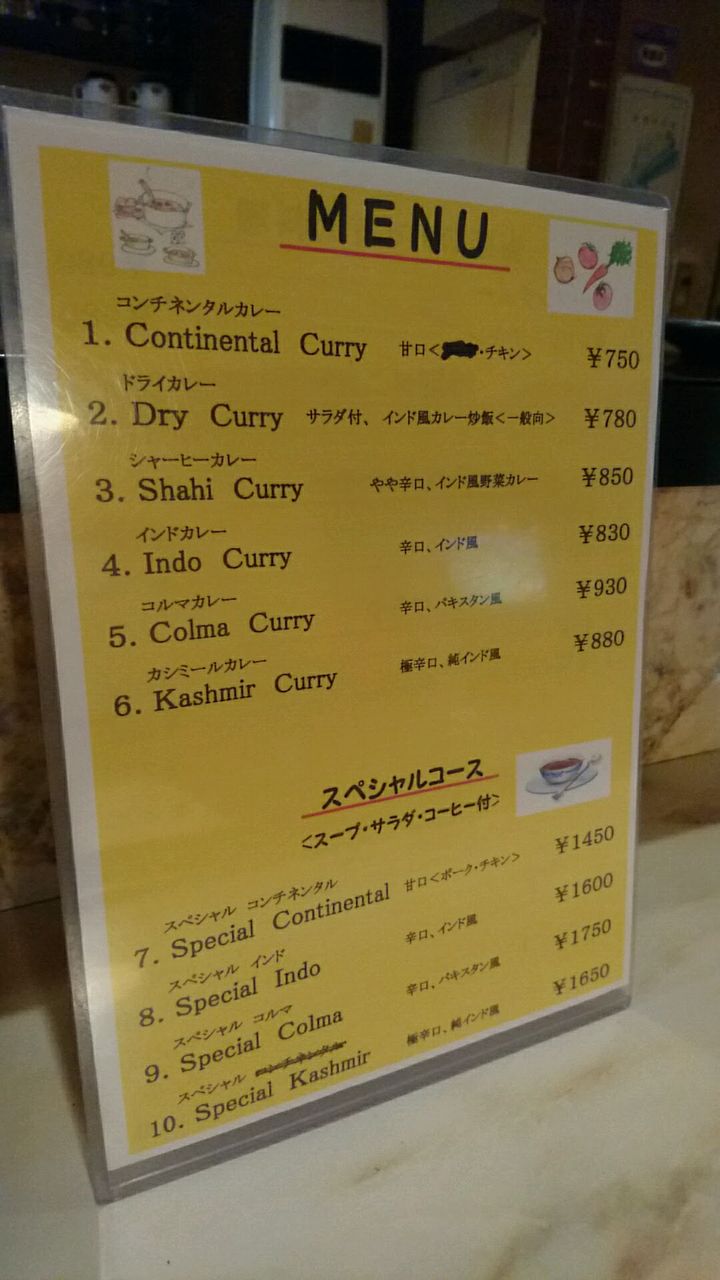 MENU
コンチネンタルカレー
1. Continental Curry 甘口<・チキン> ¥750
ドライカレー
2. Dry Curry サラダ付、インド風カレー炒飯<一般向> ¥780
シャーヒーカレー
3. Shahi Curry やや辛口、インド風野菜カレー ¥850
インドカレー
4. Indo Curry 辛口、インド風 ¥830
コルマカレー
5. Colma Curry 辛口、パキスタン風 ¥930
カシミールカレー
6. Kashmir Curry 極辛口、純インド風 ¥880
スペシャルコース
<スープ・サラダ・コーヒー付>
スペシャル コンチネンタル
7. Special Continental 甘口<ポーク・チキン> ¥1450
スペシャル インド
8. Special Indo 辛口、インド風 ¥1600
スペシャル コルマ
9. Special Colma 辛口、パキスタン風 ¥1750
スペシャル コンチネンタル
10. Special Kashmir 極辛口、純インド風 ¥1650